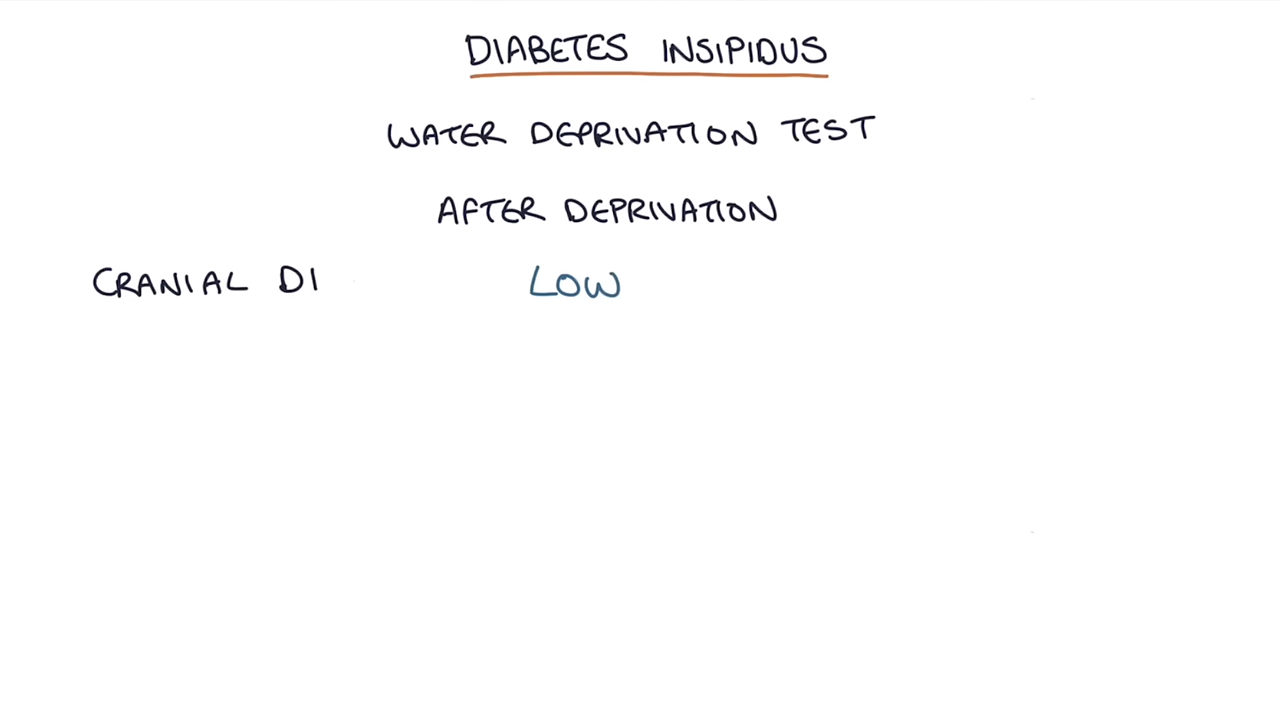 DIABETES INSIPIDUS
WATER DEPRIVATION TEST
AFTER DEPRIVATION
CRANIAL DI LOW